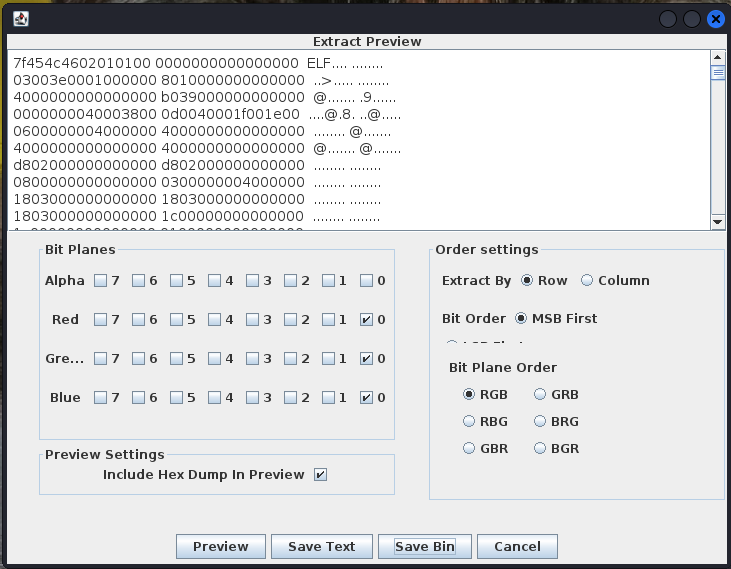 Extract Preview
7f454c4602010100 0000000000000000 ELF.... ........
03003e0001000000 8010000000000000 ..>..... ........
4000000000000000 b039000000000000 @....... .9......
0000000040003800 0d0040001f001e00 ....@.8. ..@.....
0600000004000000 4000000000000000 ........ @.......
4000000000000000 4000000000000000 @....... @.......
d802000000000000 d802000000000000 ........ ........
0800000000000000 0300000004000000 ........ ........
1803000000000000 1803000000000000 ........ ........
1803000000000000 1c00000000000000 ........ ........
Bit Planes
Alpha 7 6 5 4 3 2 1 0
Red 7 6 5 4 3 2 1 0
Gre... 7 6 5 4 3 2 1 0
Blue 7 6 5 4 3 2 1 0
Preview Settings
Include Hex Dump In Preview
Order settings
Extract By Row Column
Bit Order MSB First
Bit Plane Order
RGB GRB
RBG BRG
GBR BGR
Preview Save Text Save Bin Cancel